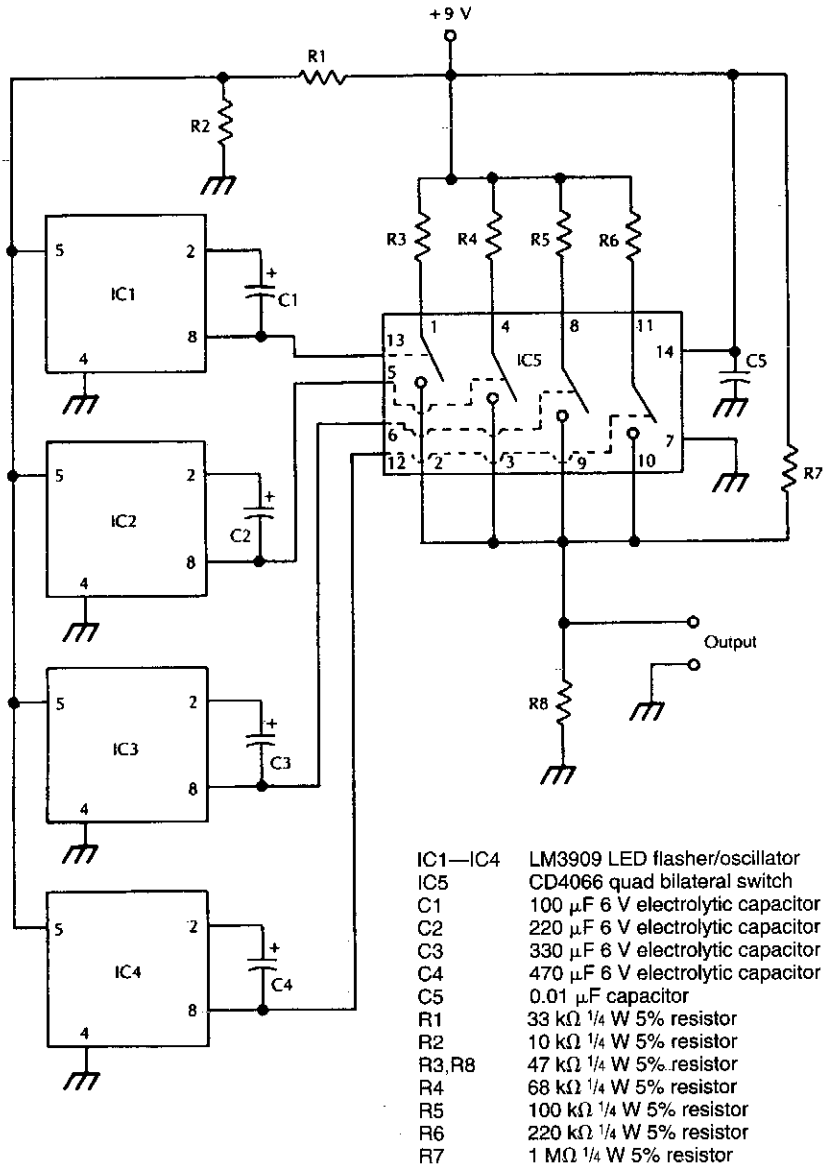 +9 V
R1
R2
5
2
IC1
+
C1
8
4
R3
R4
R5
R6
13
1
4
8
11
14
IC5
5
6
12
2
3
9
10
7
C5
R7
5
2
IC2
+
C2
8
4
Output
R8
5
2
IC3
+
C3
8
4
5
2
IC4
+
C4
8
4
IC1—IC4 LM3909 LED flasher/oscillator
IC5 CD4066 quad bilateral switch
C1 100 μF 6 V electrolytic capacitor
C2 220 μF 6 V electrolytic capacitor
C3 330 μF 6 V electrolytic capacitor
C4 470 μF 6 V electrolytic capacitor
C5 0.01 μF capacitor
R1 33 kΩ 1/4 W 5% resistor
R2 10 kΩ 1/4 W 5% resistor
R3,R8 47 kΩ 1/4 W 5% resistor
R4 68 kΩ 1/4 W 5% resistor
R5 100 kΩ 1/4 W 5% resistor
R6 220 kΩ 1/4 W 5% resistor
R7 1 MΩ 1/4 W 5% resistor